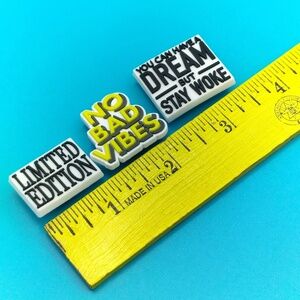 LIMITED
EDITION
NO
BAD
VIBES
YOU CAN HAVE A
DREAM
BUT
STAY WOKE
1
2
3
4
MADE IN USA